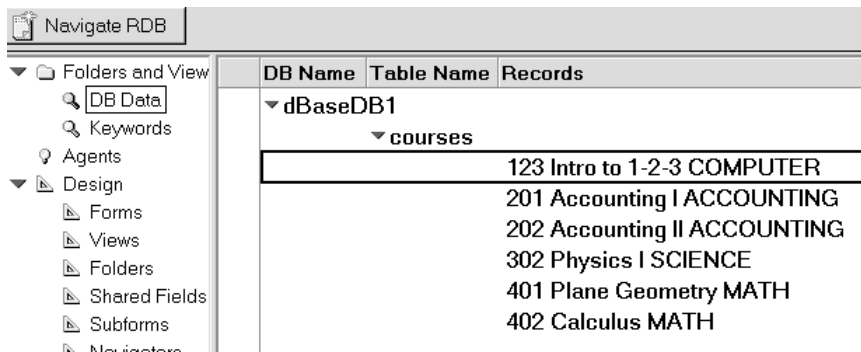 Navigate RDB
Folders and View
DB Data
Keywords
Agents
Design
Forms
Views
Folders
Shared Fields
Subforms
Navigators
DB Name Table Name Records
dBaseDB1
courses
123 Intro to 1-2-3 COMPUTER
201 Accounting I ACCOUNTING
202 Accounting II ACCOUNTING
302 Physics I SCIENCE
401 Plane Geometry MATH
402 Calculus MATH